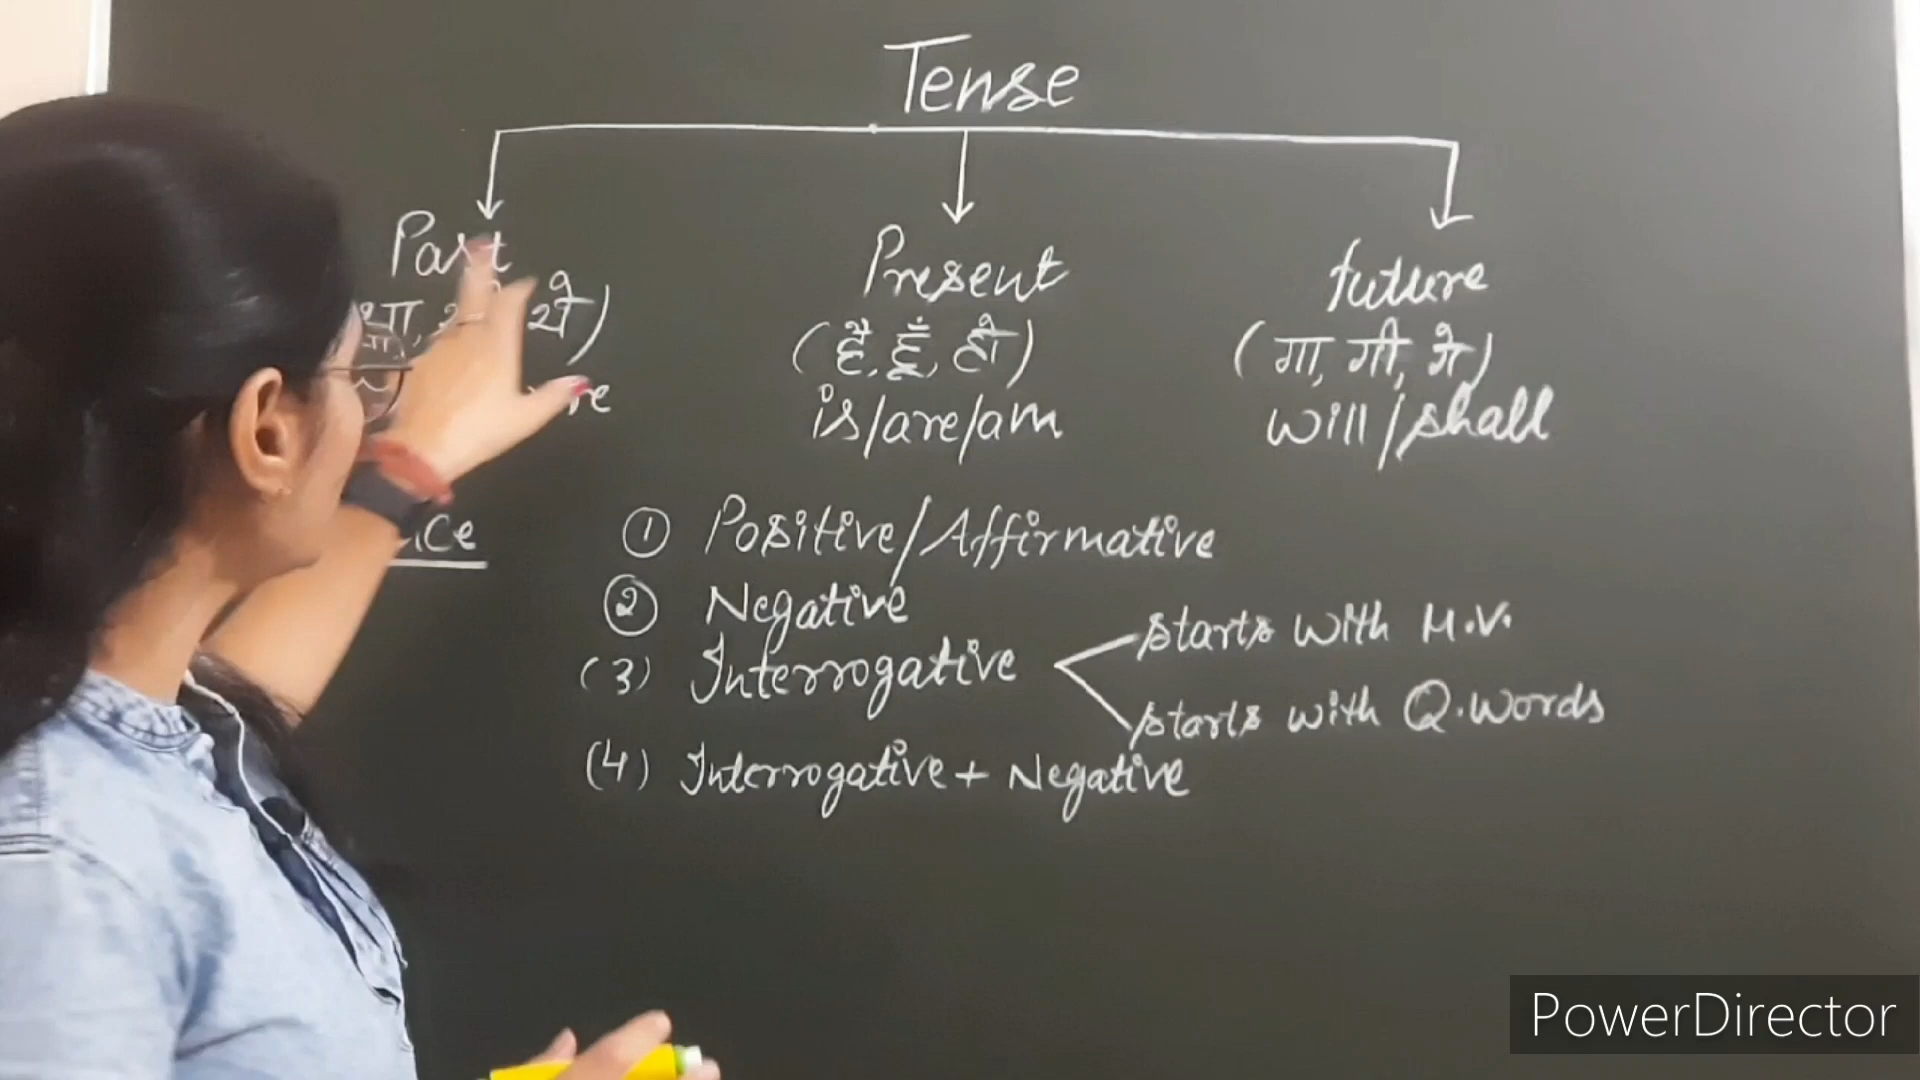 Tense
Past Present future
था, थे) (है, हूँ, हो) (गा, गी, गे)
is/are/am will/shall
① Positive/Affirmative
② Negative
starts with H.V.
(3) Interrogative
starts with Q.words
(4) Interrogative + Negative
PowerDirector